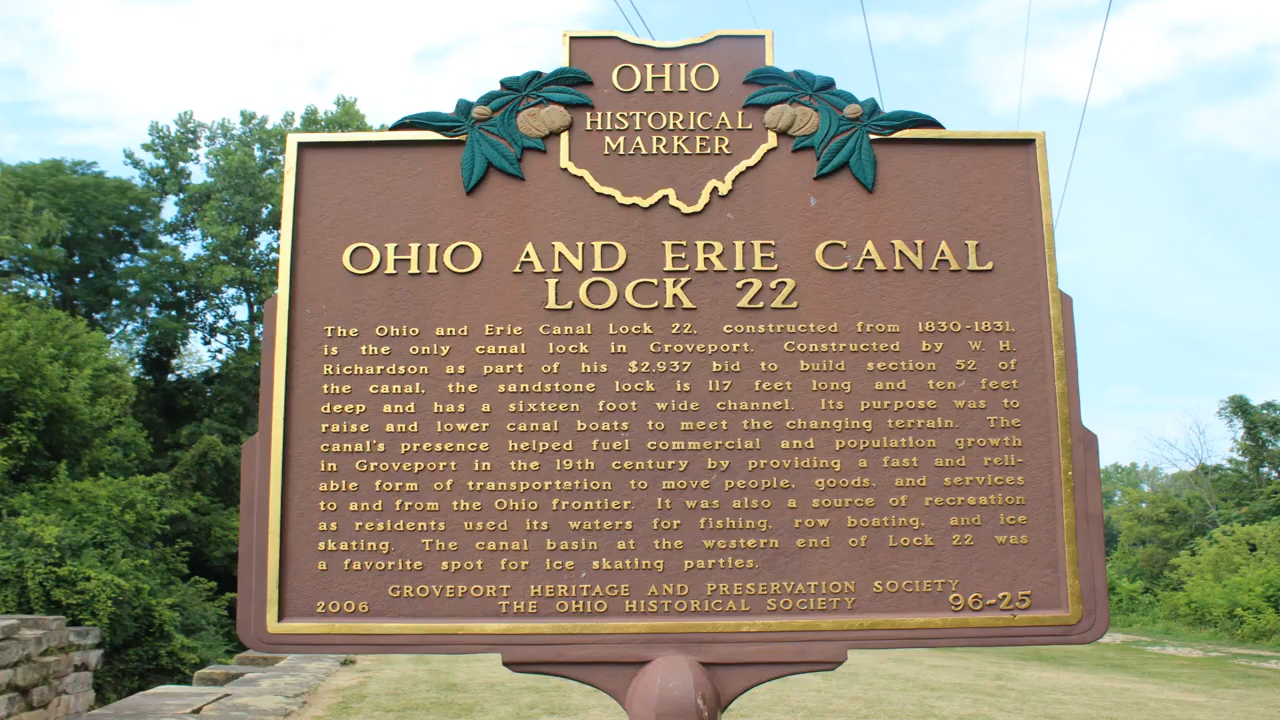 OHIO
HISTORICAL
MARKER
OHIO AND ERIE CANAL
LOCK 22
The Ohio and Erie Canal Lock 22, constructed from 1830-1831,
is the only canal lock in Groveport. Constructed by W. H.
Richardson as part of his $2,937 bid to build section 52 of
the canal, the sandstone lock is 117 feet long and ten feet
deep and has a sixteen foot wide channel. Its purpose was to
raise and lower canal boats to meet the changing terrain. The
canal's presence helped fuel commercial and population growth
in Groveport in the 19th century by providing a fast and reli-
able form of transportation to move people, goods, and services
to and from the Ohio frontier. It was also a source of recreation
as residents used its waters for fishing, row boating, and ice
skating. The canal basin at the western end of Lock 22 was
a favorite spot for ice skating parties.
GROVEPORT HERITAGE AND PRESERVATION SOCIETY
2006 THE OHIO HISTORICAL SOCIETY 96-25